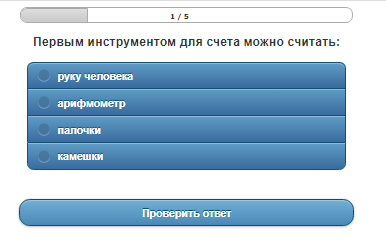 1 / 5
Первым инструментом для счета можно считать:
руку человека
арифмометр
палочки
камешки
Проверить ответ